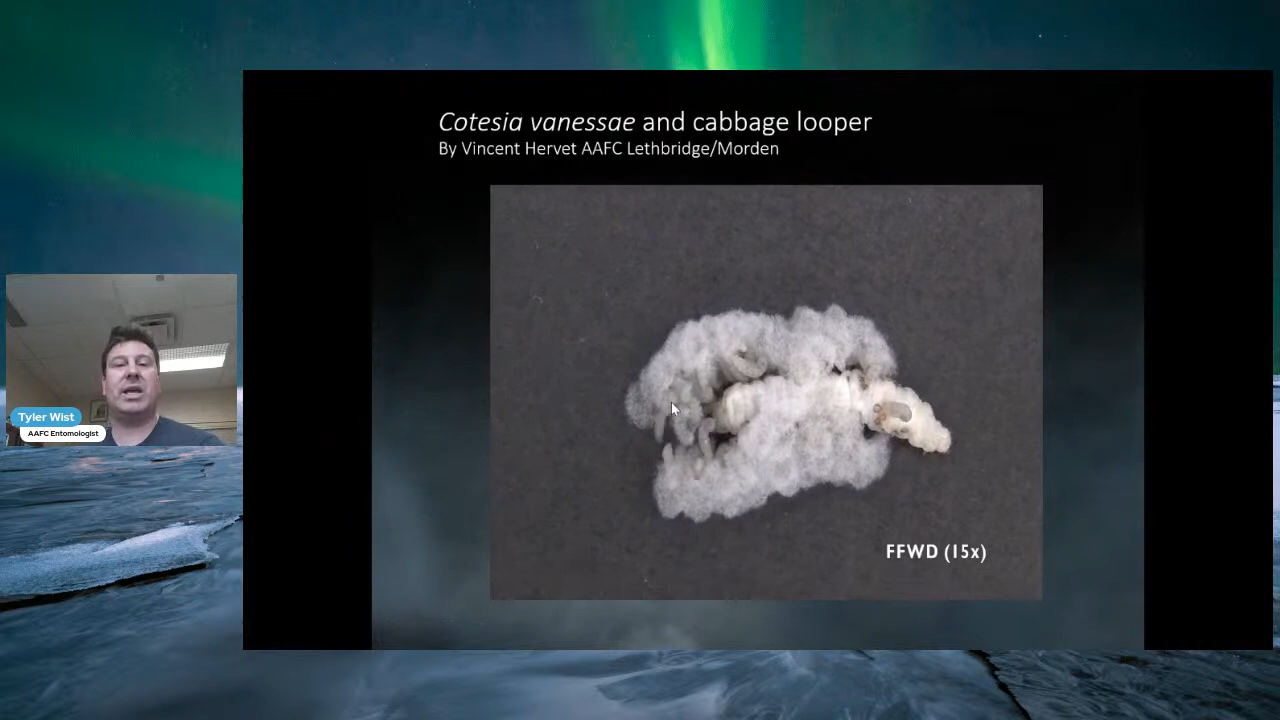 Cotesia vanessae and cabbage looper
By Vincent Hervet AAFC Lethbridge/Morden
Tyler Wist
AAFC Entomologist
FFWD (15x)